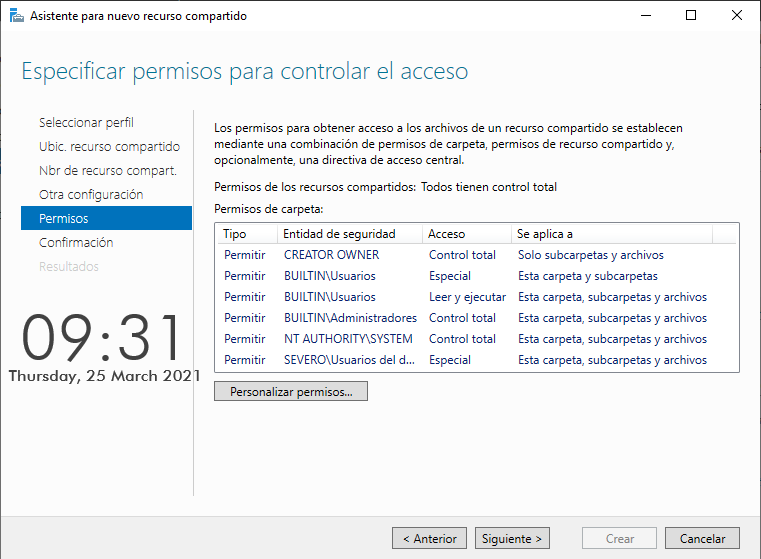 Asistente para nuevo recurso compartido
Especificar permisos para controlar el acceso
Seleccionar perfil
Ubic. recurso compartido
Nbr de recurso compart.
Otra configuración
Permisos
Confirmación
Resultados
09:31
Thursday, 25 March 2021
Los permisos para obtener acceso a los archivos de un recurso compartido se establecen
mediante una combinación de permisos de carpeta, permisos de recurso compartido y,
opcionalmente, una directiva de acceso central.
Permisos de los recursos compartidos: Todos tienen control total
Permisos de carpeta:
Tipo Entidad de seguridad Acceso Se aplica a
Permitir CREATOR OWNER Control total Solo subcarpetas y archivos
Permitir BUILTIN\Usuarios Especial Esta carpeta y subcarpetas
Permitir BUILTIN\Usuarios Leer y ejecutar Esta carpeta, subcarpetas y archivos
Permitir BUILTIN\Administradores Control total Esta carpeta, subcarpetas y archivos
Permitir NT AUTHORITY\SYSTEM Control total Esta carpeta, subcarpetas y archivos
Permitir SEVERO\Usuarios del d... Especial Esta carpeta, subcarpetas y archivos
Personalizar permisos...
< Anterior Siguiente > Crear Cancelar